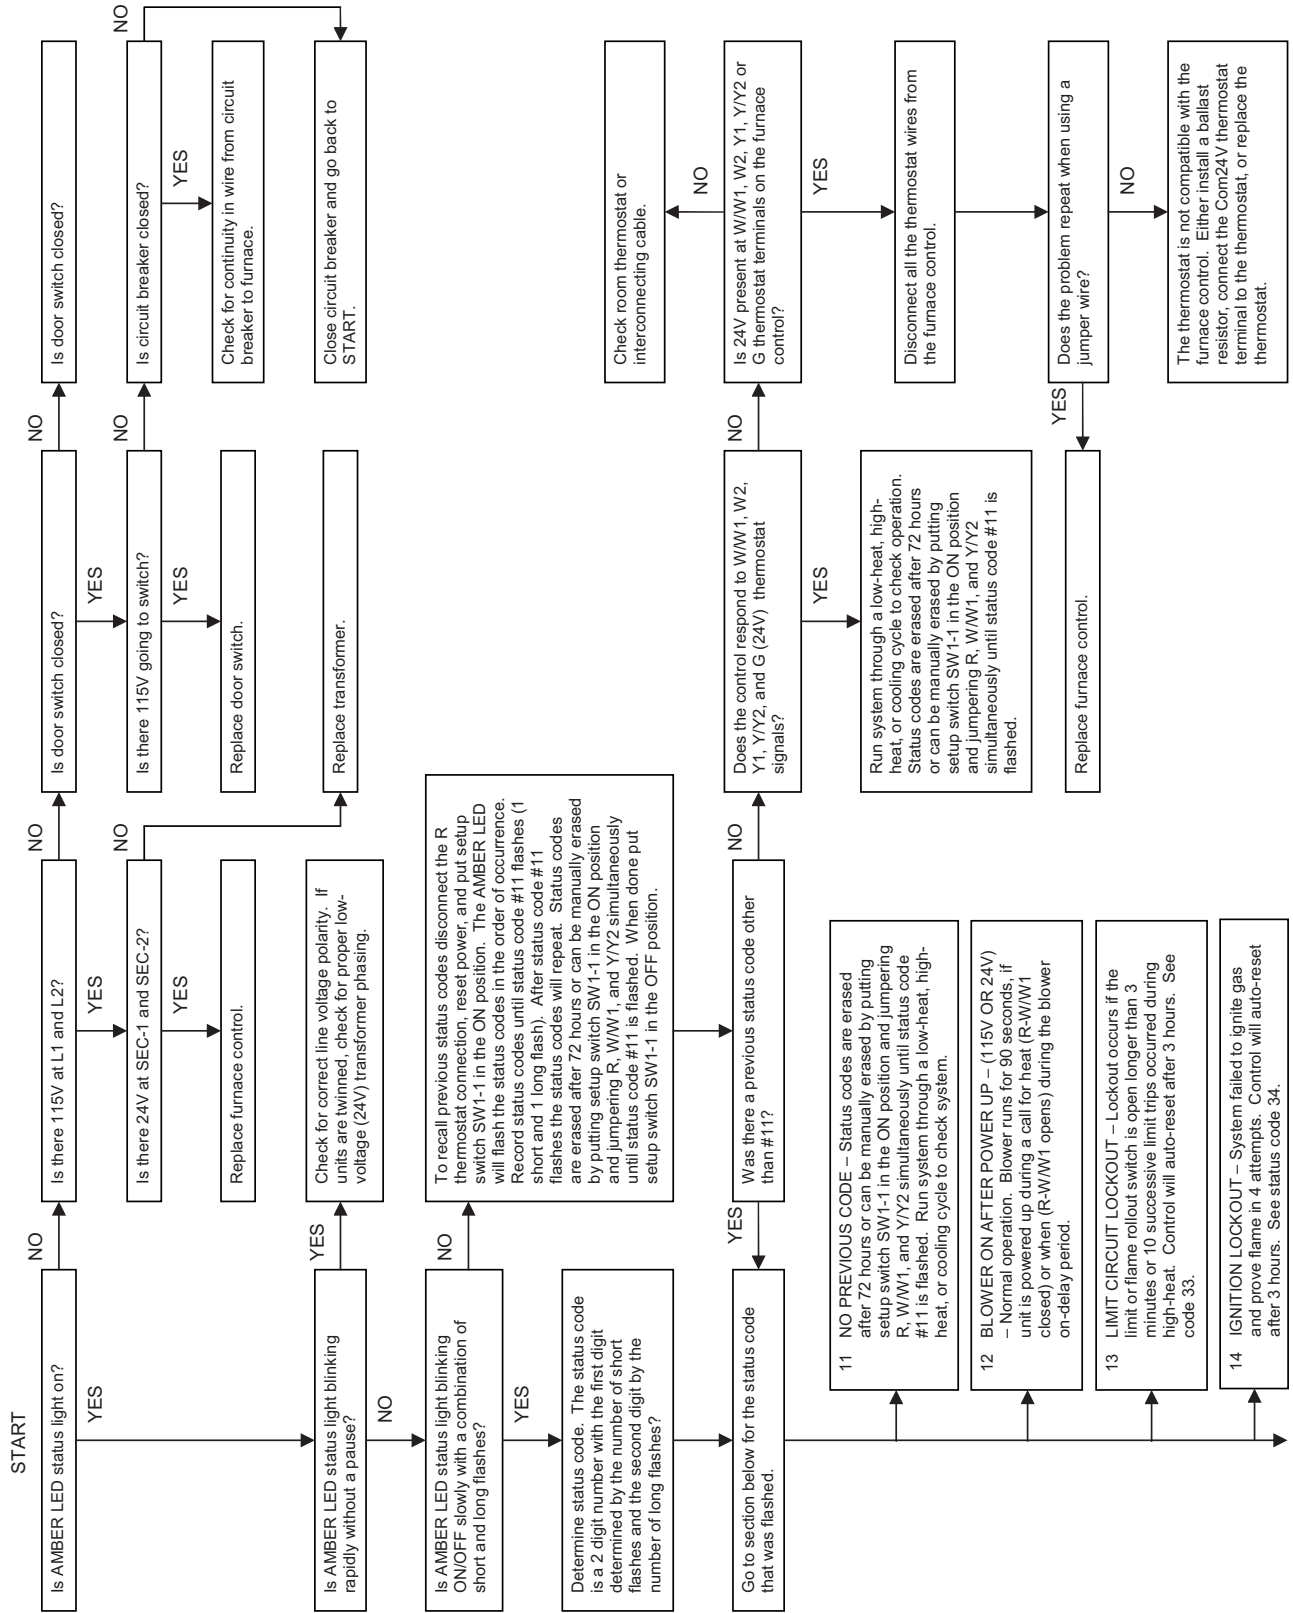 START
Is AMBER LED status light on?
NO
YES
Is there 115V at L1 and L2?
NO
YES
Is door switch closed?
NO
YES
Is door switch closed?
Is there 24V at SEC-1 and SEC-2?
NO
YES
Is there 115V going to switch?
NO
YES
Is circuit breaker closed?
NO
YES
Replace furnace control.
Replace door switch.
Check for continuity in wire from circuit
breaker to furnace.
Is AMBER LED status light blinking
rapidly without a pause?
YES
NO
Check for correct line voltage polarity.  If
units are twinned, check for proper low-
voltage (24V) transformer phasing.
Replace transformer.
Close circuit breaker and go back to
START.
Is AMBER LED status light blinking
ON/OFF slowly with a combination of
short and long flashes?
NO
YES
To recall previous status codes disconnect the R
thermostat connection, reset power, and put setup
switch SW1-1 in the ON position.  The AMBER LED
will flash the status codes in the order of occurrence.
Record status codes until status code #11 flashes (1
short and 1 long flash).  After status code #11
flashes the status codes will repeat.  Status codes
are erased after 72 hours or can be manually erased
by putting setup switch SW1-1 in the ON position
and jumpering R, W/W1, and Y/Y2 simultaneously
until status code #11 is flashed.  When done put
setup switch SW1-1 in the OFF position.
Determine status code.  The status code
is a 2 digit number with the first digit
determined by the number of short
flashes and the second digit by the
number of long flashes?
Go to section below for the status code
that was flashed.
YES
Was there a previous status code other
than #11?
NO
Does the control respond to W/W1, W2,
Y1, Y/Y2, and G (24V)  thermostat
signals?
NO
YES
Is 24V present at W/W1, W2, Y1, Y/Y2 or
G thermostat terminals on the furnace
control?
NO
YES
Check room thermostat or
interconnecting cable.
Run system through a low-heat, high-
heat, or cooling cycle to check operation.
Status codes are erased after 72 hours
or can be manually erased by putting
setup switch SW1-1 in the ON position
and jumpering R, W/W1, and Y/Y2
simultaneously until status code #11 is
flashed.
Disconnect all the thermostat wires from
the furnace control.
Does the problem repeat when using a
jumper wire?
YES
NO
Replace furnace control.
The thermostat is not compatible with the
furnace control.  Either install a ballast
resistor, connect the Com24V thermostat
terminal to the thermostat, or replace the
thermostat.
11 NO PREVIOUS CODE – Status codes are erased
after 72 hours or can be manually erased by putting
setup switch SW1-1 in the ON position and jumpering
R, W/W1, and Y/Y2 simultaneously until status code
#11 is flashed.  Run system through a low-heat, high-
heat, or cooling cycle to check system.
12 BLOWER ON AFTER POWER UP – (115V OR 24V)
– Normal operation.  Blower runs for 90 seconds, if
unit is powered up during a call for heat (R-W/W1
closed) or when (R-W/W1 opens) during the blower
on-delay period.
13 LIMIT CIRCUIT LOCKOUT – Lockout occurs if the
limit or flame rollout switch is open longer than 3
minutes or 10 successive limit trips occurred during
high-heat.  Control will auto-reset after 3 hours.  See
code 33.
14 IGNITION LOCKOUT – System failed to ignite gas
and prove flame in 4 attempts.  Control will auto-reset
after 3 hours.  See status code 34.